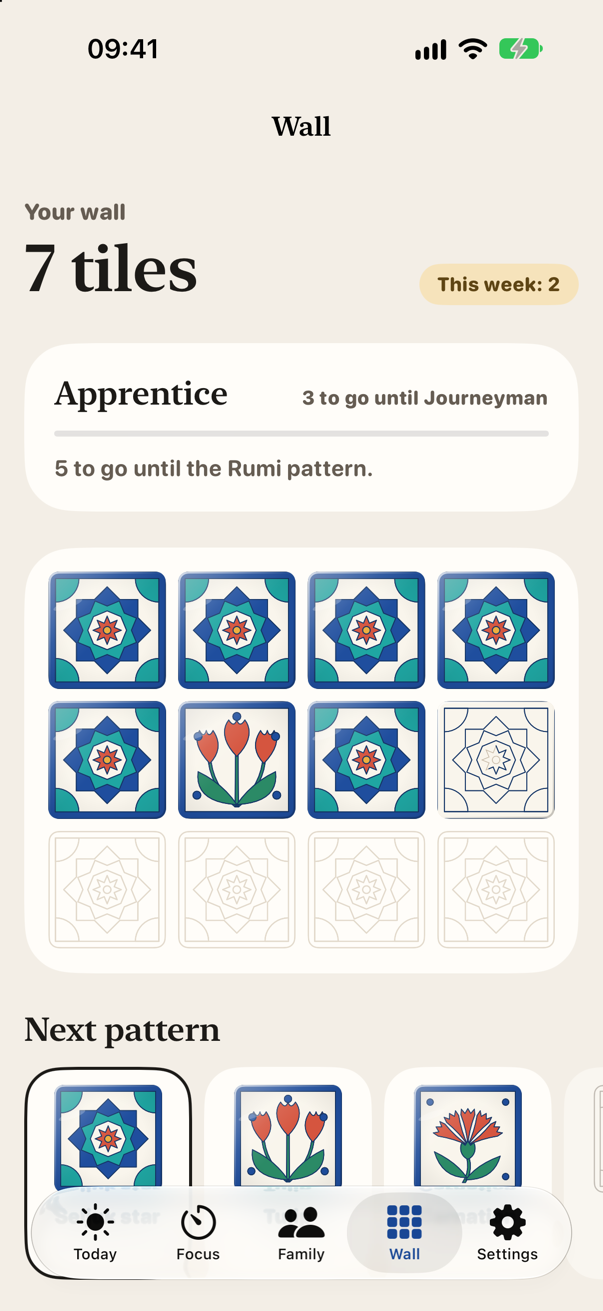 09:41
Wall
Your wall
7 tiles
This week: 2
Apprentice
3 to go until Journeyman
5 to go until the Rumi pattern.
Next pattern
Today
Focus
Family
Wall
Settings